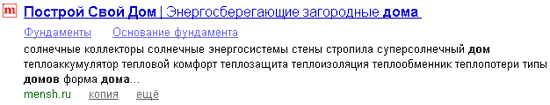 m Построй Свой Дом | Энергосберегающие загородные дома
Фундаменты Основание фундамента
солнечные коллекторы солнечные энергосистемы стены стропила суперсолнечный дом
теплоаккумулятор тепловой комфорт теплозащита теплоизоляция теплообменник теплопотери типы
домов форма дома...
mensh.ru копия ещё